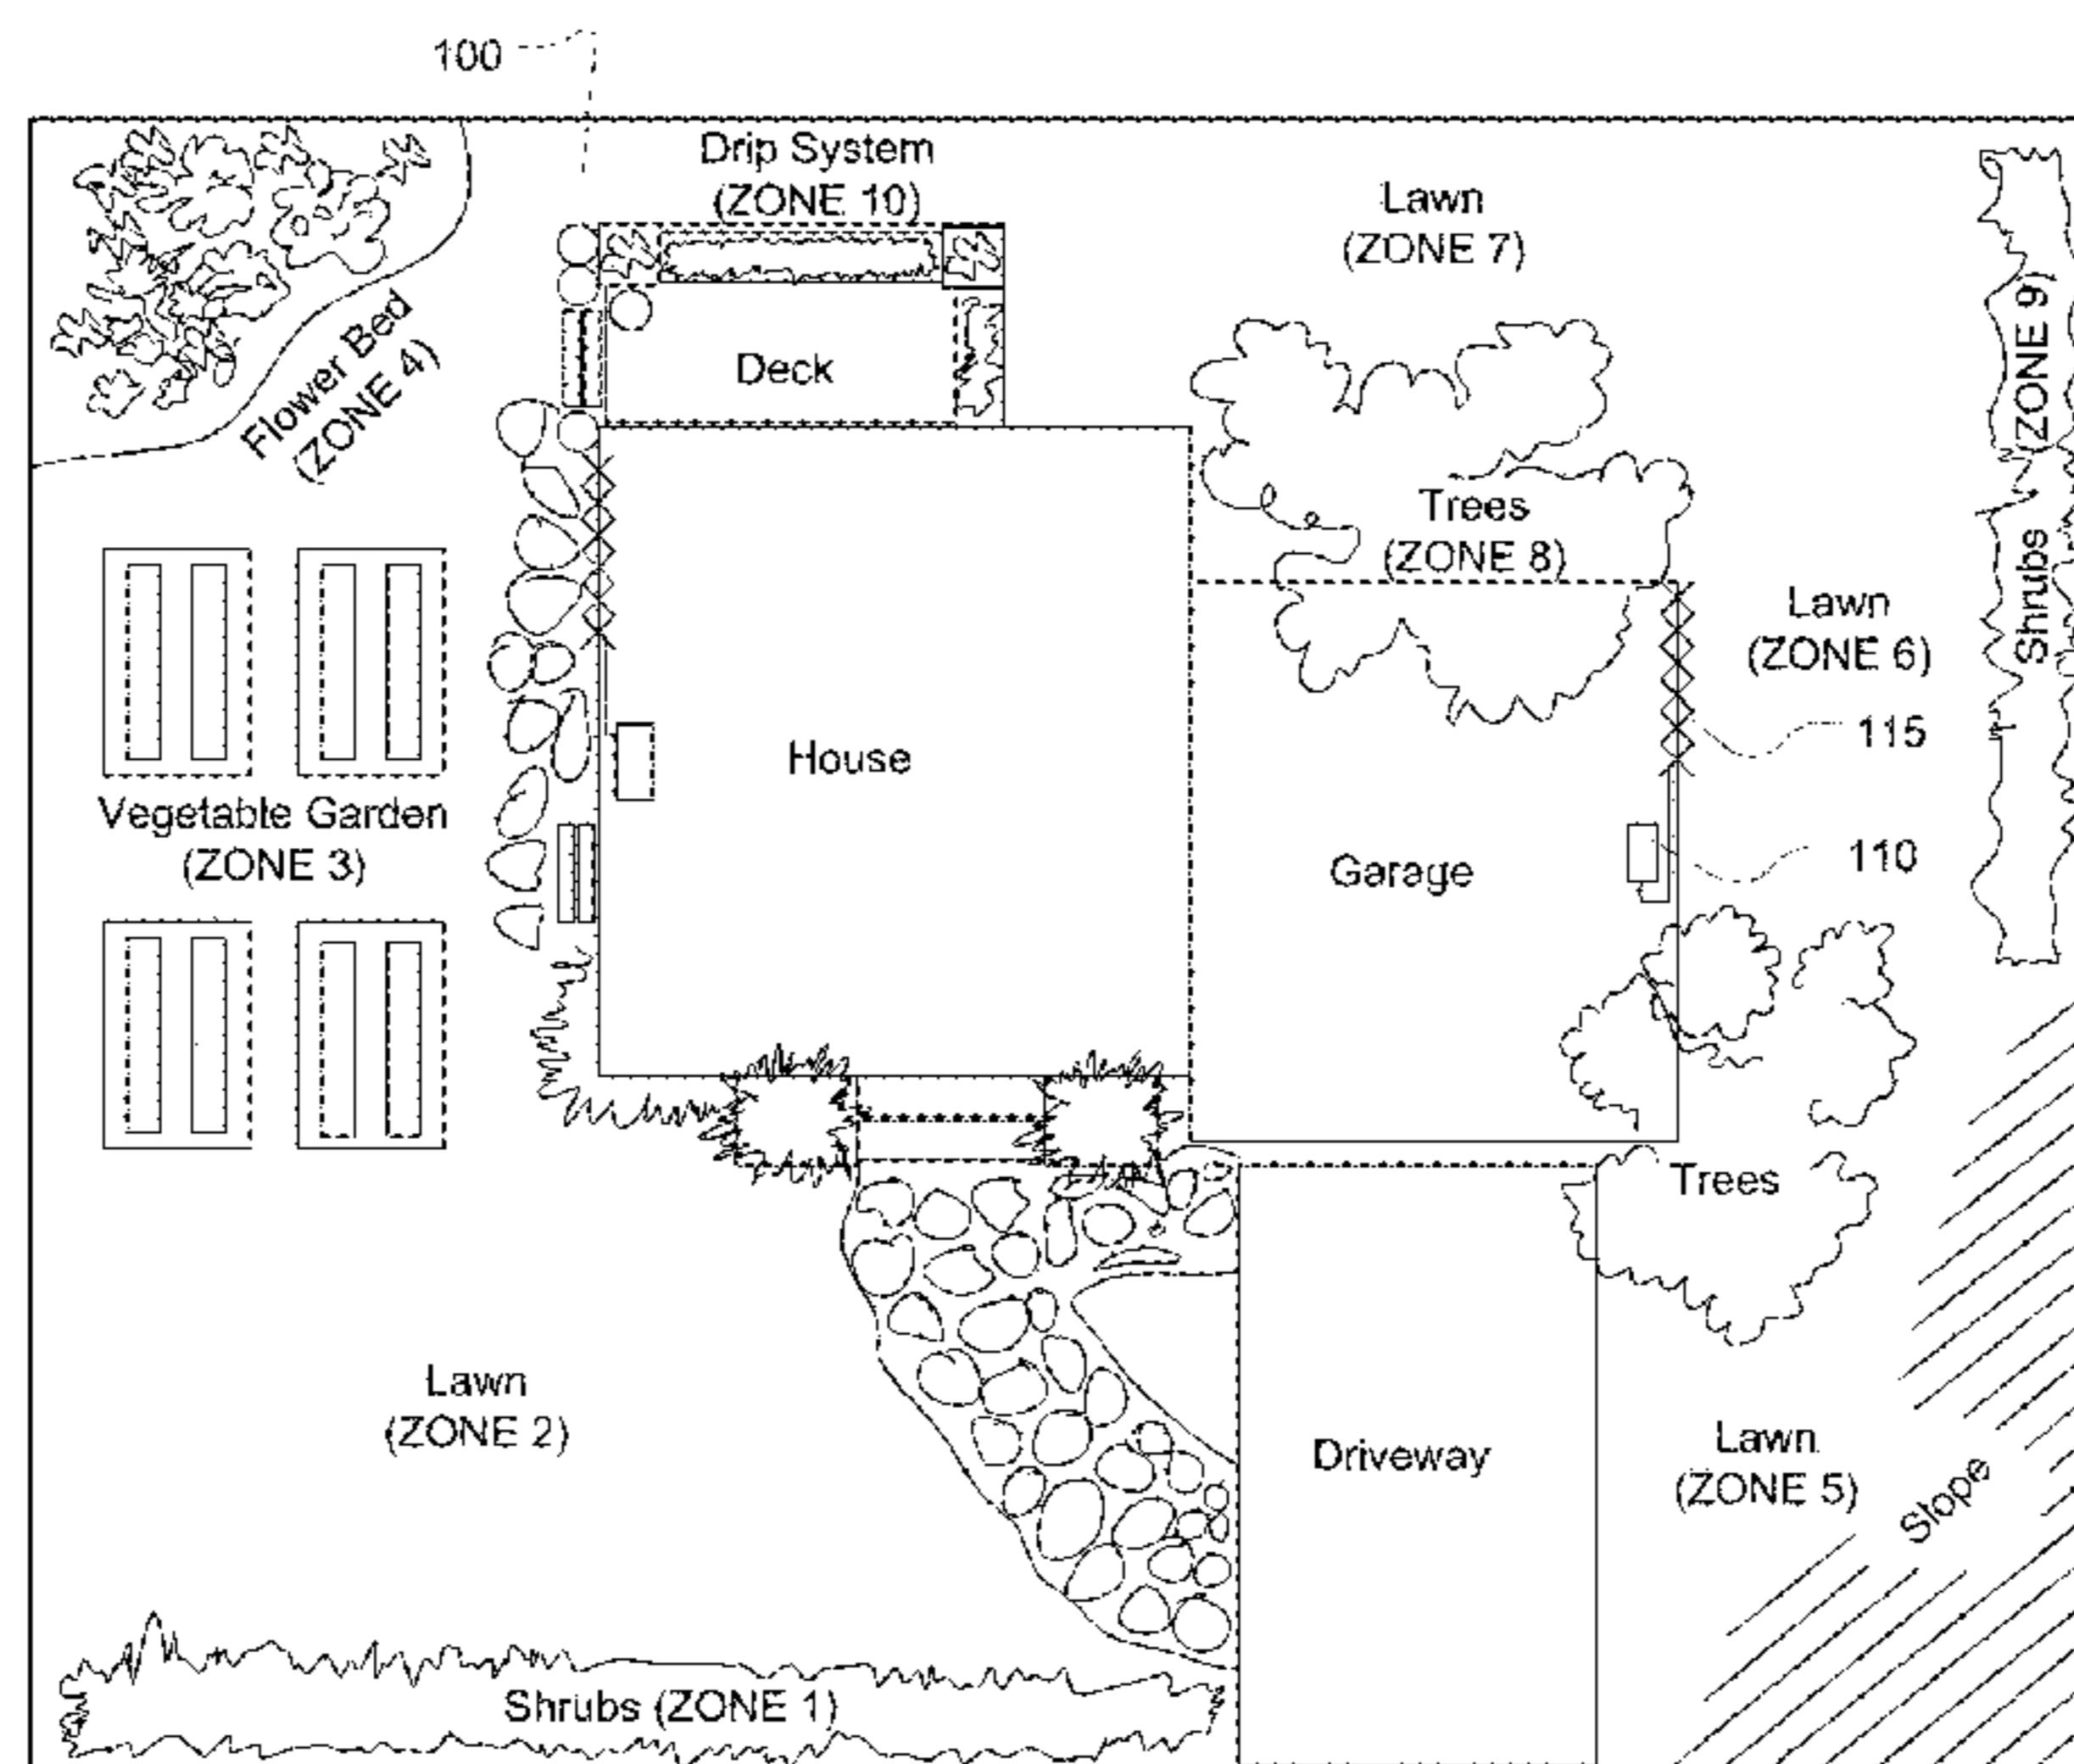 100
Drip System
(ZONE 10)
Lawn
(ZONE 7)
Flower Bed
(ZONE 4)
Deck
(ZONE 9)
Shrubs
Trees
(ZONE 8)
Lawn
(ZONE 6)
115
House
Vegetable Garden
(ZONE 3)
Garage
110
Trees
Lawn
(ZONE 2)
Driveway
Lawn
(ZONE 5)
Slope
Shrubs (ZONE 1)